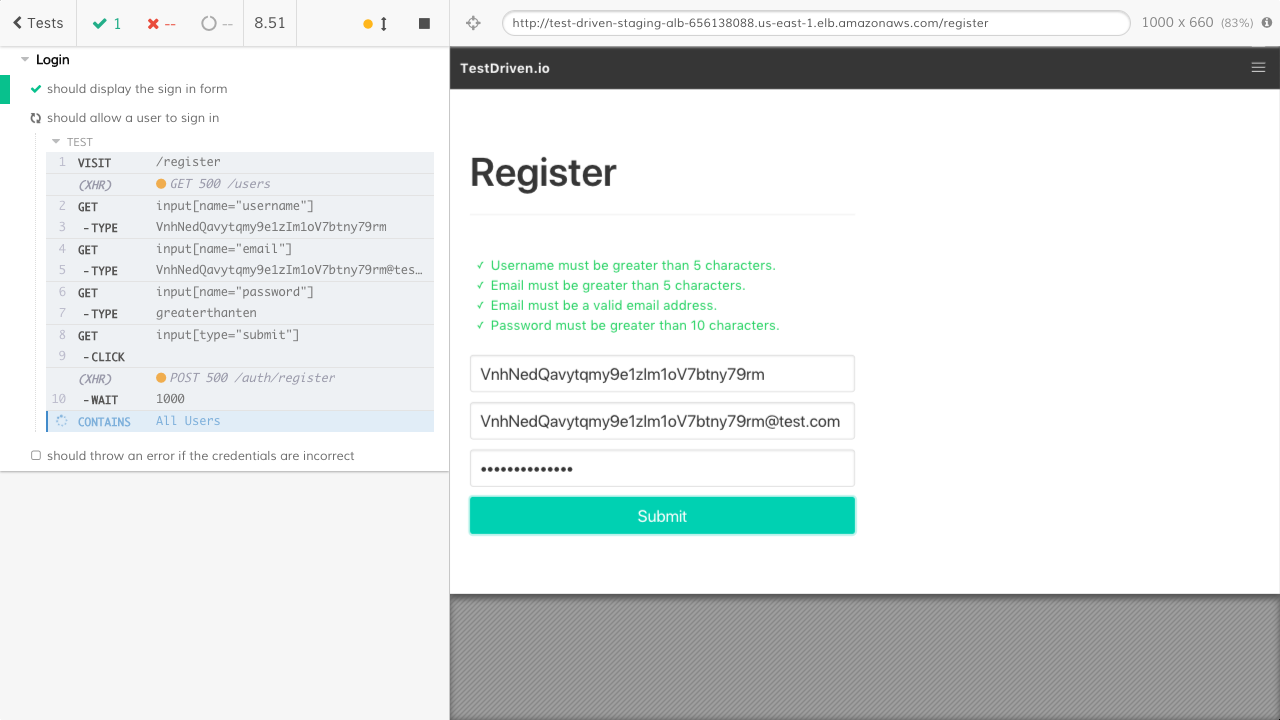 Tests
1
--
--
8.51
http://test-driven-staging-alb-656138088.us-east-1.elb.amazonaws.com/register
1000 x 660 (83%)
Login
should display the sign in form
should allow a user to sign in
TEST
1 VISIT /register
(XHR) GET 500 /users
2 GET input[name="username"]
3 -TYPE VnhNedQavytqmy9e1zIm1oV7btny79rm
4 GET input[name="email"]
5 -TYPE VnhNedQavytqmy9e1zIm1oV7btny79rm@tes…
6 GET input[name="password"]
7 -TYPE greaterthanten
8 GET input[type="submit"]
9 -CLICK
(XHR) POST 500 /auth/register
10 -WAIT 1000
CONTAINS All Users
should throw an error if the credentials are incorrect
TestDriven.io
Register
✓ Username must be greater than 5 characters.
✓ Email must be greater than 5 characters.
✓ Email must be a valid email address.
✓ Password must be greater than 10 characters.
VnhNedQavytqmy9e1zIm1oV7btny79rm
VnhNedQavytqmy9e1zIm1oV7btny79rm@test.com
••••••••••••••
Submit